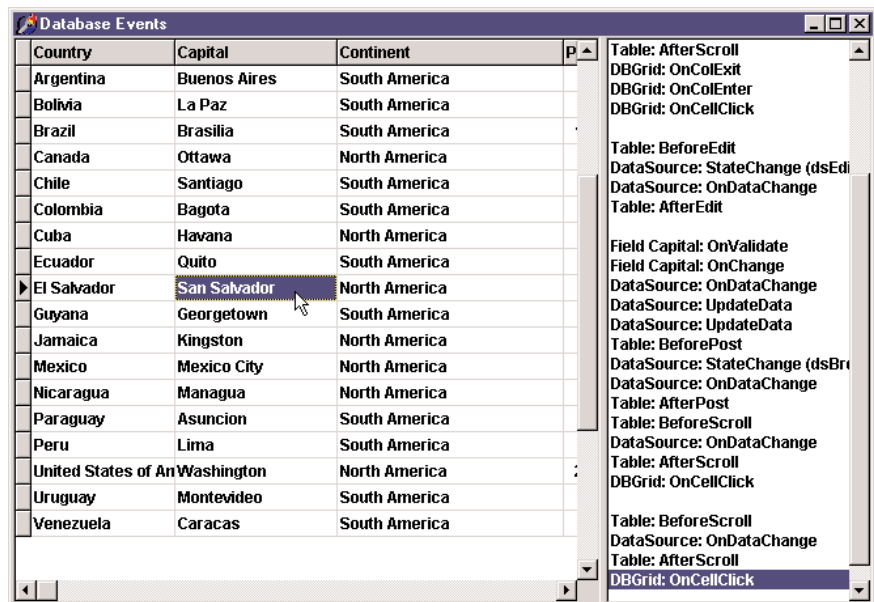 Database Events
Country Capital Continent P
Argentina Buenos Aires South America
Bolivia La Paz South America
Brazil Brasilia South America
Canada Ottawa North America
Chile Santiago South America
Colombia Bagota South America
Cuba Havana North America
Ecuador Quito South America
El Salvador San Salvador North America
Guyana Georgetown South America
Jamaica Kingston North America
Mexico Mexico City North America
Nicaragua Managua North America
Paraguay Asuncion South America
Peru Lima South America
United States of Am Washington North America
Uruguay Montevideo South America
Venezuela Caracas South America
Table: AfterScroll
DBGrid: OnColExit
DBGrid: OnColEnter
DBGrid: OnCellClick
Table: BeforeEdit
DataSource: StateChange (dsEdi
DataSource: OnDataChange
Table: AfterEdit
Field Capital: OnValidate
Field Capital: OnChange
DataSource: OnDataChange
DataSource: UpdateData
DataSource: UpdateData
Table: BeforePost
DataSource: StateChange (dsBro
DataSource: OnDataChange
Table: AfterPost
Table: BeforeScroll
DataSource: OnDataChange
Table: AfterScroll
DBGrid: OnCellClick
Table: BeforeScroll
DataSource: OnDataChange
Table: AfterScroll
DBGrid: OnCellClick